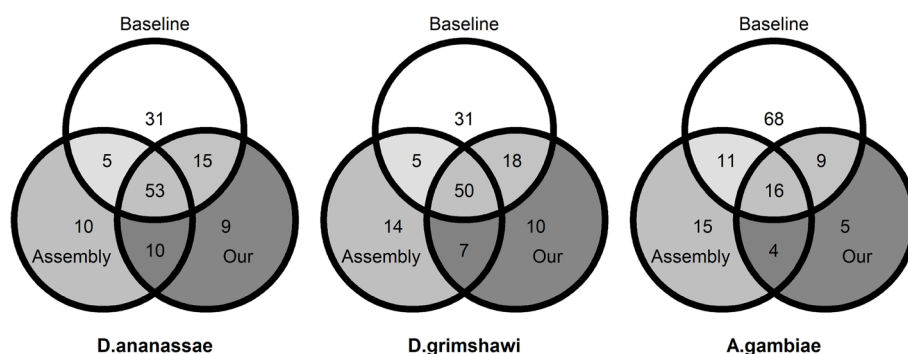 Baseline
31
5
15
53
10
9
Assembly
10
Our
D.ananassae
Baseline
31
5
18
50
14
10
Assembly
7
Our
D.grimshawi
Baseline
68
11
9
16
15
5
Assembly
4
Our
A.gambiae